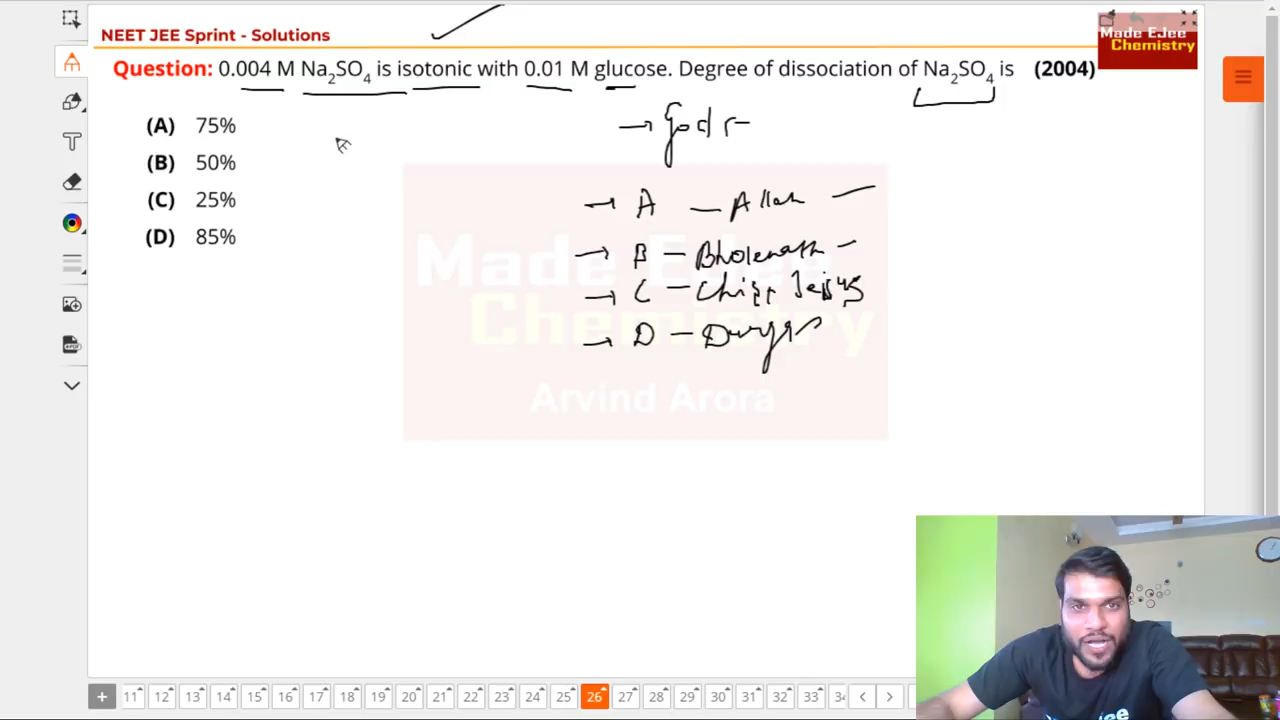 NEET JEE Sprint - Solutions
Made EJee
Chemistry
Question: 0.004 M Na2SO4 is isotonic with 0.01 M glucose. Degree of dissociation of Na2SO4 is (2004)
(A) 75%
(B) 50%
(C) 25%
(D) 85%
→ God
→ A — Allah
→ B — Bholenath
→ C —
→ D — Durga
Made Ejee
Chemistry
Arvind Arora
11 12 13 14 15 16 17 18 19 20 21 22 23 24 25 26 27 28 29 30 31 32 33